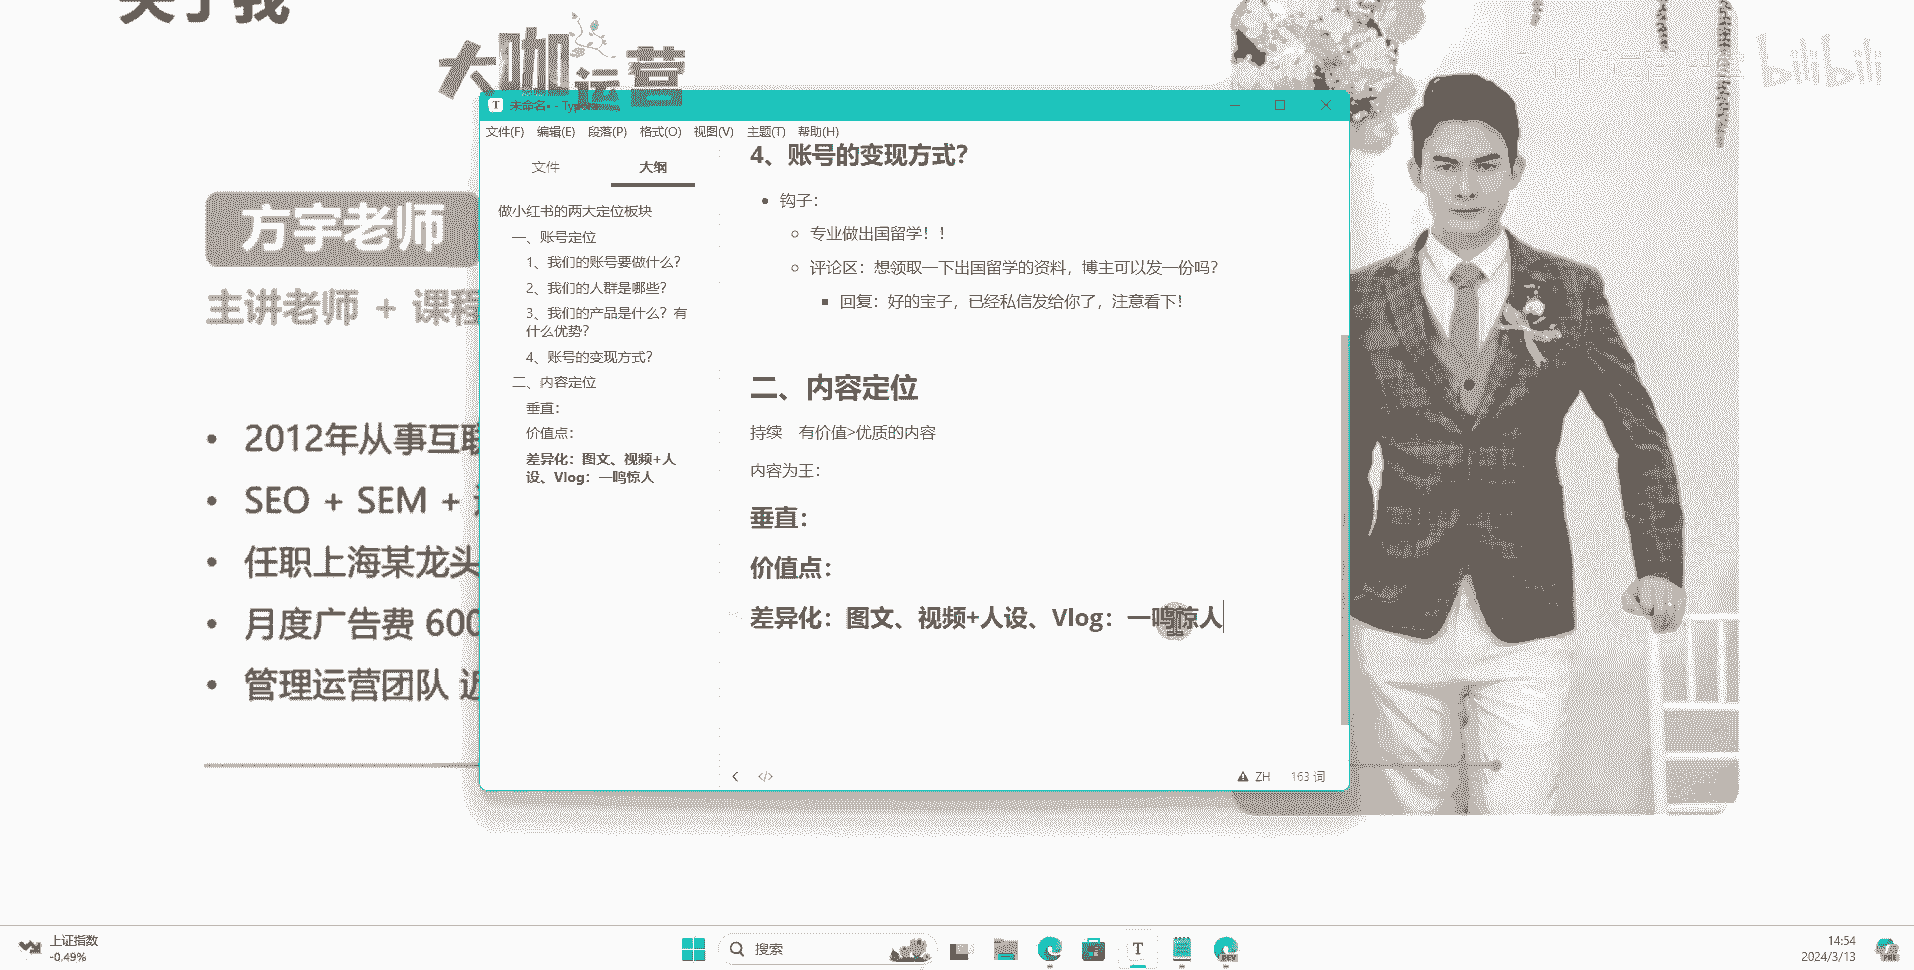 关于我
大咖运营
bilibili
未命名• - Typora
文件(F) 编辑(E) 段落(P) 格式(O) 视图(V) 主题(T) 帮助(H)
文件 大纲
做小红书的两大定位板块
一、账号定位
1、我们的账号要做什么？
2、我们的人群是哪些？
3、我们的产品是什么？有
什么优势？
4、账号的变现方式？
二、内容定位
垂直：
价值点：
差异化：图文、视频+人
设、Vlog：一鸣惊人
4、账号的变现方式？
钩子：
专业做出国留学！！
评论区：想领取一下出国留学的资料，博主可以发一份吗？
回复：好的宝子，已经私信发给你了，注意看下！
二、内容定位
持续 有价值>优质的内容
内容为王：
垂直：
价值点：
差异化：图文、视频+人设、Vlog：一鸣惊人
ZH 163 词
方宇老师
主讲老师 + 课程
2012年从事互联
SEO + SEM +
任职上海某龙头
月度广告费 600
管理运营团队 近
上证指数
-0.49%
搜索
14:54
2024/3/13